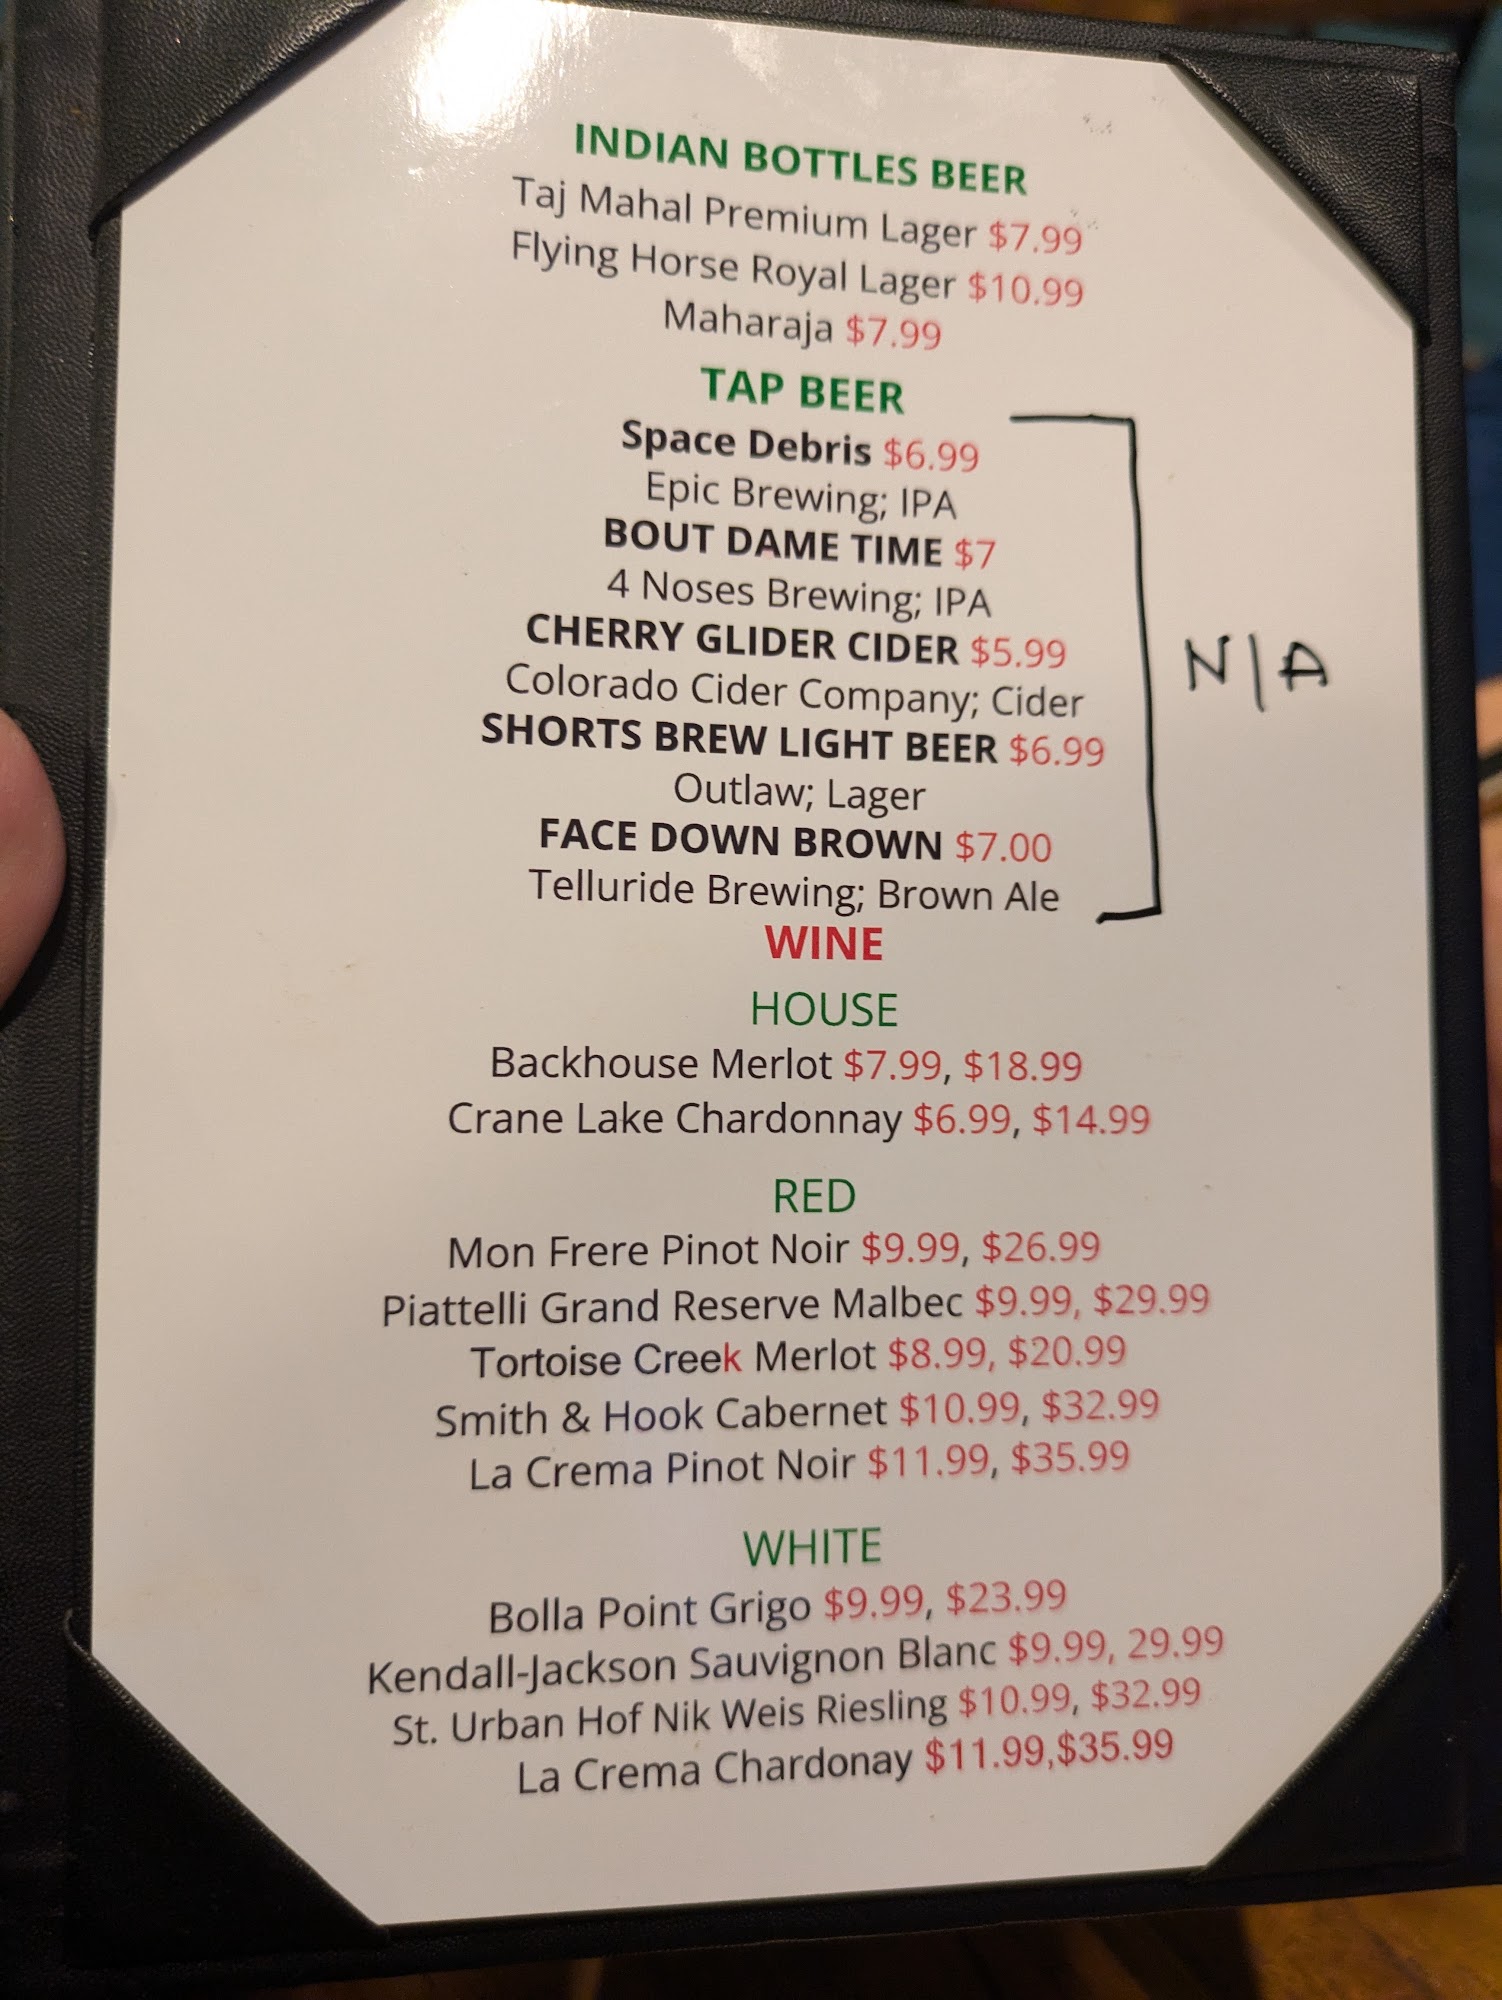 INDIAN BOTTLES BEER
Taj Mahal Premium Lager $7.99
Flying Horse Royal Lager $10.99
Maharaja $7.99
TAP BEER
Space Debris $6.99
Epic Brewing; IPA
BOUT DAME TIME $7
4 Noses Brewing; IPA
CHERRY GLIDER CIDER $5.99
Colorado Cider Company; Cider
SHORTS BREW LIGHT BEER $6.99
Outlaw; Lager
FACE DOWN BROWN $7.00
Telluride Brewing; Brown Ale
N/A
WINE
HOUSE
Backhouse Merlot $7.99, $18.99
Crane Lake Chardonnay $6.99, $14.99
RED
Mon Frere Pinot Noir $9.99, $26.99
Piattelli Grand Reserve Malbec $9.99, $29.99
Tortoise Creek Merlot $8.99, $20.99
Smith & Hook Cabernet $10.99, $32.99
La Crema Pinot Noir $11.99, $35.99
WHITE
Bolla Point Grigo $9.99, $23.99
Kendall-Jackson Sauvignon Blanc $9.99, 29.99
St. Urban Hof Nik Weis Riesling $10.99, $32.99
La Crema Chardonay $11.99,$35.99